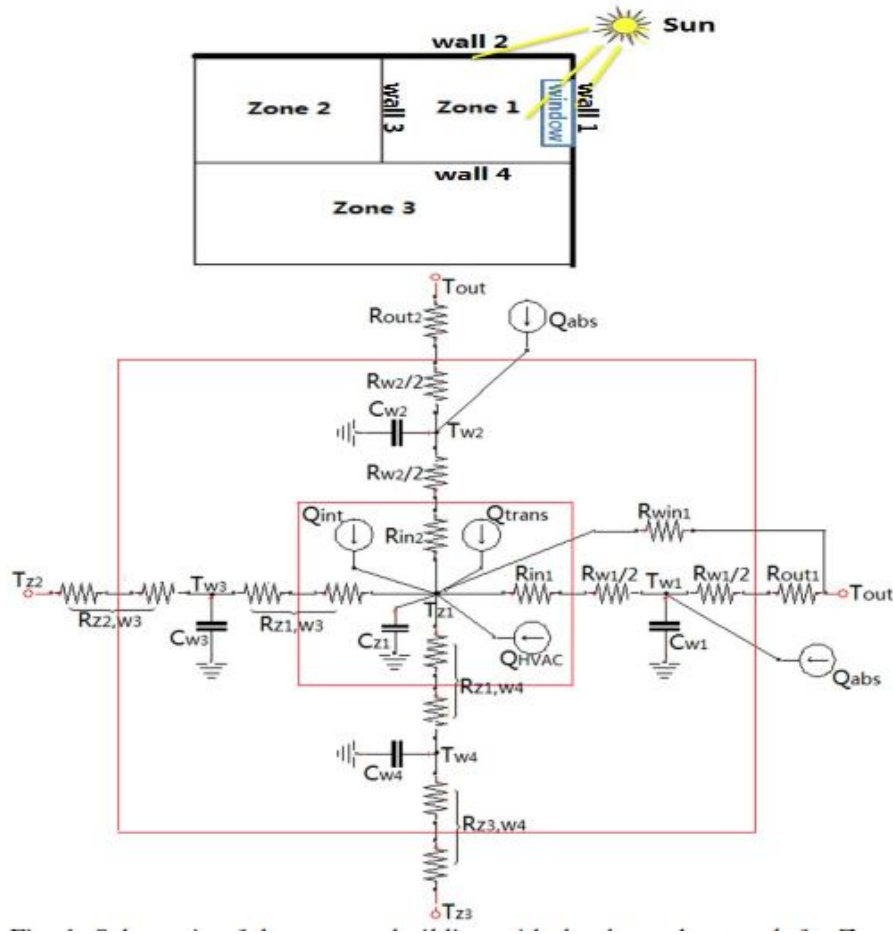 Sun
wall 2
Zone 2
wall 3
Zone 1
window
wall 1
wall 4
Zone 3
Tout
Rout2
Qabs
Rw2/2
Cw2
Tw2
Rw2/2
Qint
Qtrans
Rin2
Rwin1
Tz2
Tw3
Tz1
Rin1
Rw1/2
Tw1
Rw1/2
Rout1
Tout
Rz2,w3
Cw3
Rz1,w3
Cz1
QHVAC
Cw1
Qabs
Rz1,w4
Cw4
Tw4
Rz3,w4
Tz3